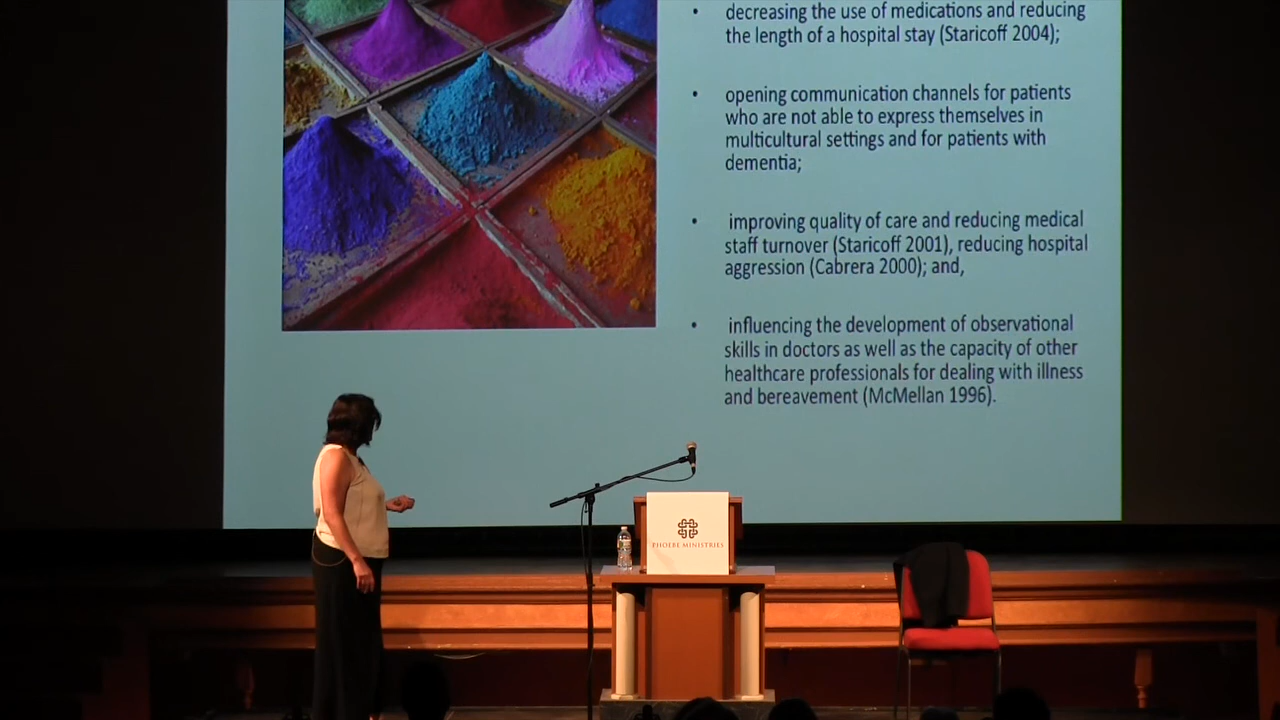 • decreasing the use of medications and reducing
the length of a hospital stay (Staricoff 2004);
• opening communication channels for patients
who are not able to express themselves in
multicultural settings and for patients with
dementia;
• improving quality of care and reducing medical
staff turnover (Staricoff 2001), reducing hospital
aggression (Cabrera 2000); and,
• influencing the development of observational
skills in doctors as well as the capacity of other
healthcare professionals for dealing with illness
and bereavement (McMellan 1996).
PHOEBE MINISTRIES